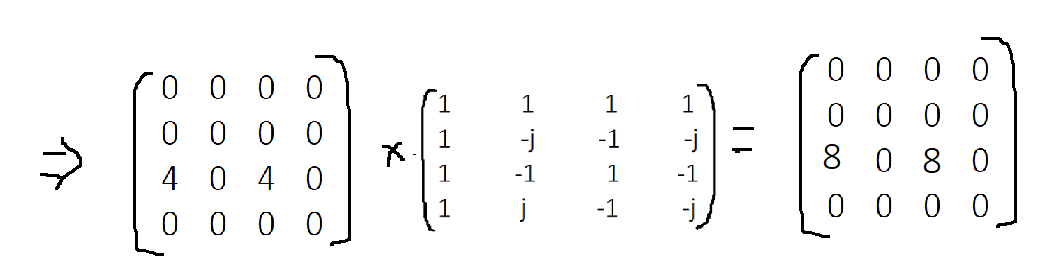 ⇒ [0 0 0 0 × [1 1 1 1 = [0 0 0 0
0 0 0 0 1 -j -1 -j 0 0 0 0
4 0 4 0 1 -1 1 -1 8 0 8 0
0 0 0 0] 1 j -1 -j] 0 0 0 0]